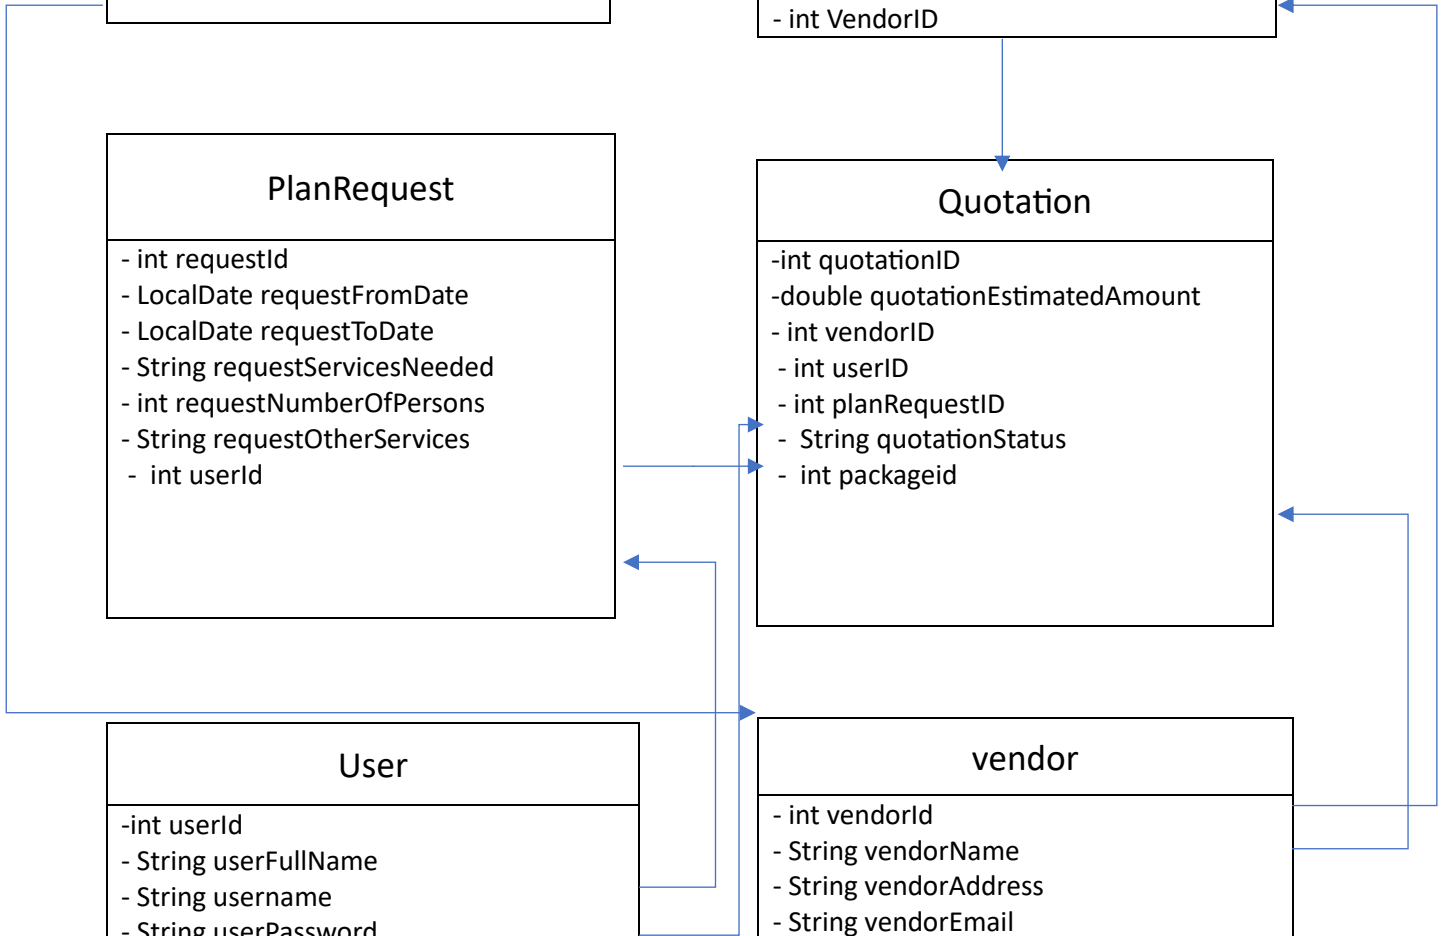 - int VendorID
PlanRequest
- int requestId
- LocalDate requestFromDate
- LocalDate requestToDate
- String requestServicesNeeded
- int requestNumberOfPersons
- String requestOtherServices
- int userId
Quotation
-int quotationID
-double quotationEstimatedAmount
- int vendorID
- int userID
- int planRequestID
- String quotationStatus
- int packageid
User
-int userId
- String userFullName
- String username
- String userPassword
vendor
- int vendorId
- String vendorName
- String vendorAddress
- String vendorEmail